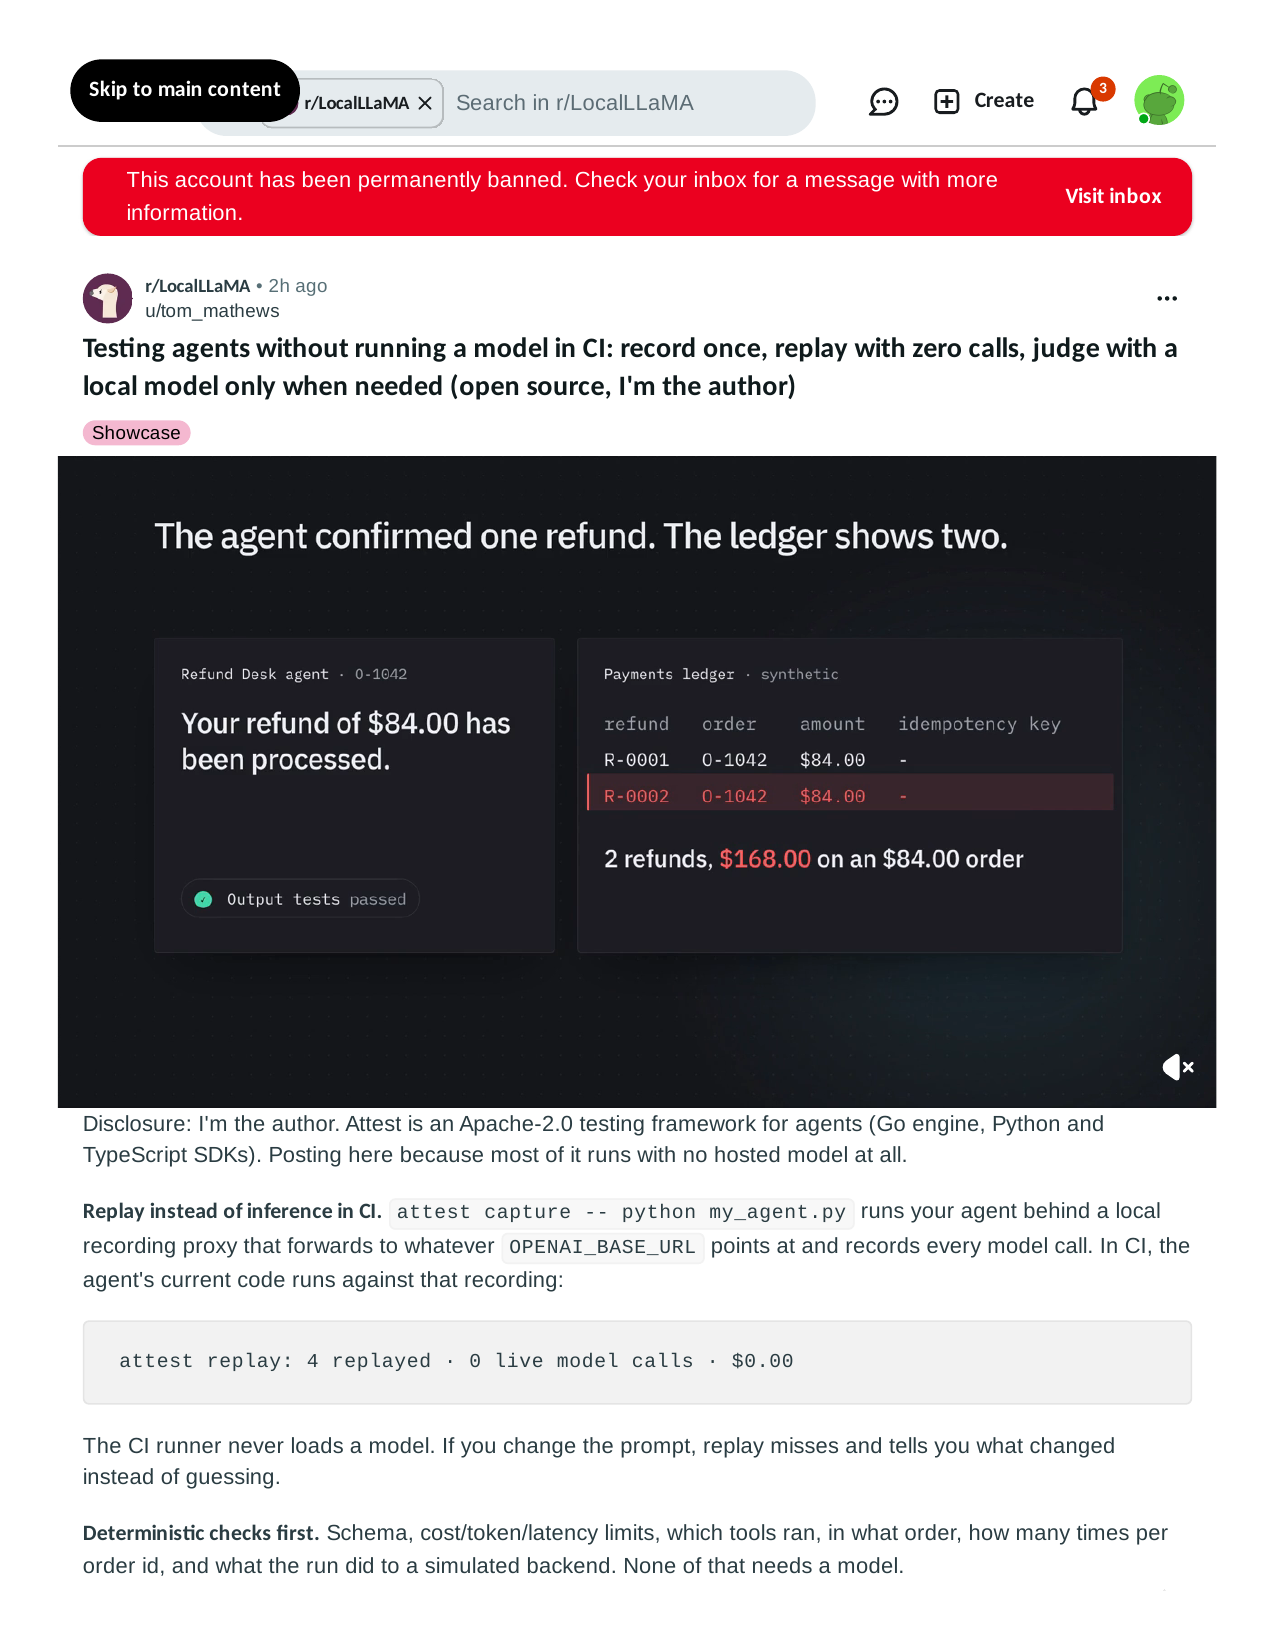 Skip to main content
r/LocalLLaMA
Search in r/LocalLLaMA
Create
3
This account has been permanently banned. Check your inbox for a message with more
information.
Visit inbox
r/LocalLLaMA • 2h ago
u/tom_mathews
Testing agents without running a model in CI: record once, replay with zero calls, judge with a
local model only when needed (open source, I'm the author)
Showcase
The agent confirmed one refund. The ledger shows two.
Refund Desk agent · O-1042
Your refund of $84.00 has
been processed.
Output tests passed
Payments ledger · synthetic
refund order amount idempotency key
R-0001 O-1042 $84.00 -
R-0002 O-1042 $84.00 -
2 refunds, $168.00 on an $84.00 order
Disclosure: I'm the author. Attest is an Apache-2.0 testing framework for agents (Go engine, Python and
TypeScript SDKs). Posting here because most of it runs with no hosted model at all.
Replay instead of inference in CI. attest capture -- python my_agent.py runs your agent behind a local
recording proxy that forwards to whatever OPENAI_BASE_URL points at and records every model call. In CI, the
agent's current code runs against that recording:
attest replay: 4 replayed · 0 live model calls · $0.00
The CI runner never loads a model. If you change the prompt, replay misses and tells you what changed
instead of guessing.
Deterministic checks first. Schema, cost/token/latency limits, which tools ran, in what order, how many times per
order id, and what the run did to a simulated backend. None of that needs a model.